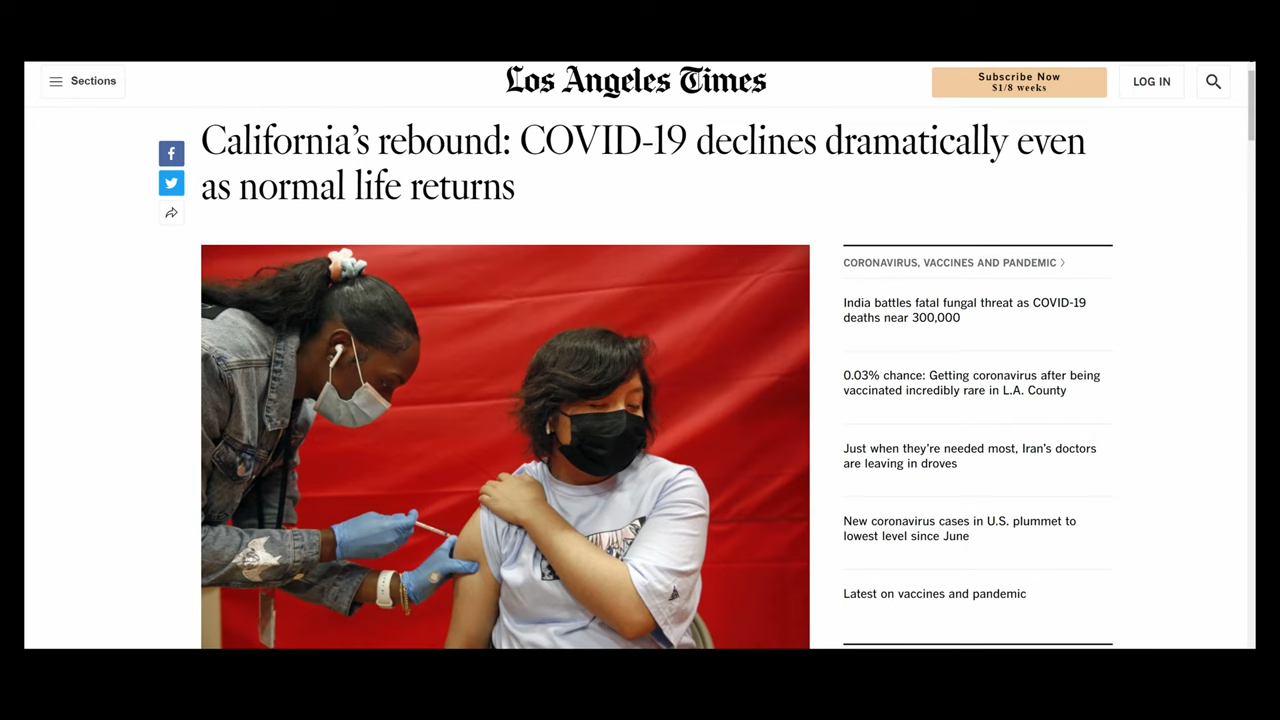 Sections
Los Angeles Times
Subscribe Now
$1/8 weeks
LOG IN
California's rebound: COVID-19 declines dramatically even
as normal life returns
CORONAVIRUS, VACCINES AND PANDEMIC
India battles fatal fungal threat as COVID-19
deaths near 300,000
0.03% chance: Getting coronavirus after being
vaccinated incredibly rare in L.A. County
Just when they're needed most, Iran's doctors
are leaving in droves
New coronavirus cases in U.S. plummet to
lowest level since June
Latest on vaccines and pandemic